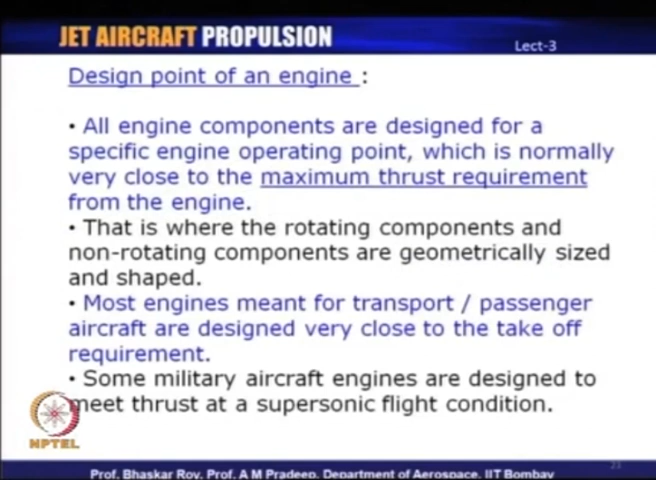 JET AIRCRAFT PROPULSION
Lect-3
Design point of an engine :
• All engine components are designed for a
specific engine operating point, which is normally
very close to the maximum thrust requirement
from the engine.
• That is where the rotating components and
non-rotating components are geometrically sized
and shaped.
• Most engines meant for transport / passenger
aircraft are designed very close to the take off
requirement.
• Some military aircraft engines are designed to
meet thrust at a supersonic flight condition.
NPTEL
Prof. Bhaskar Roy, Prof. A M Pradeep, Department of Aerospace, IIT Bombay